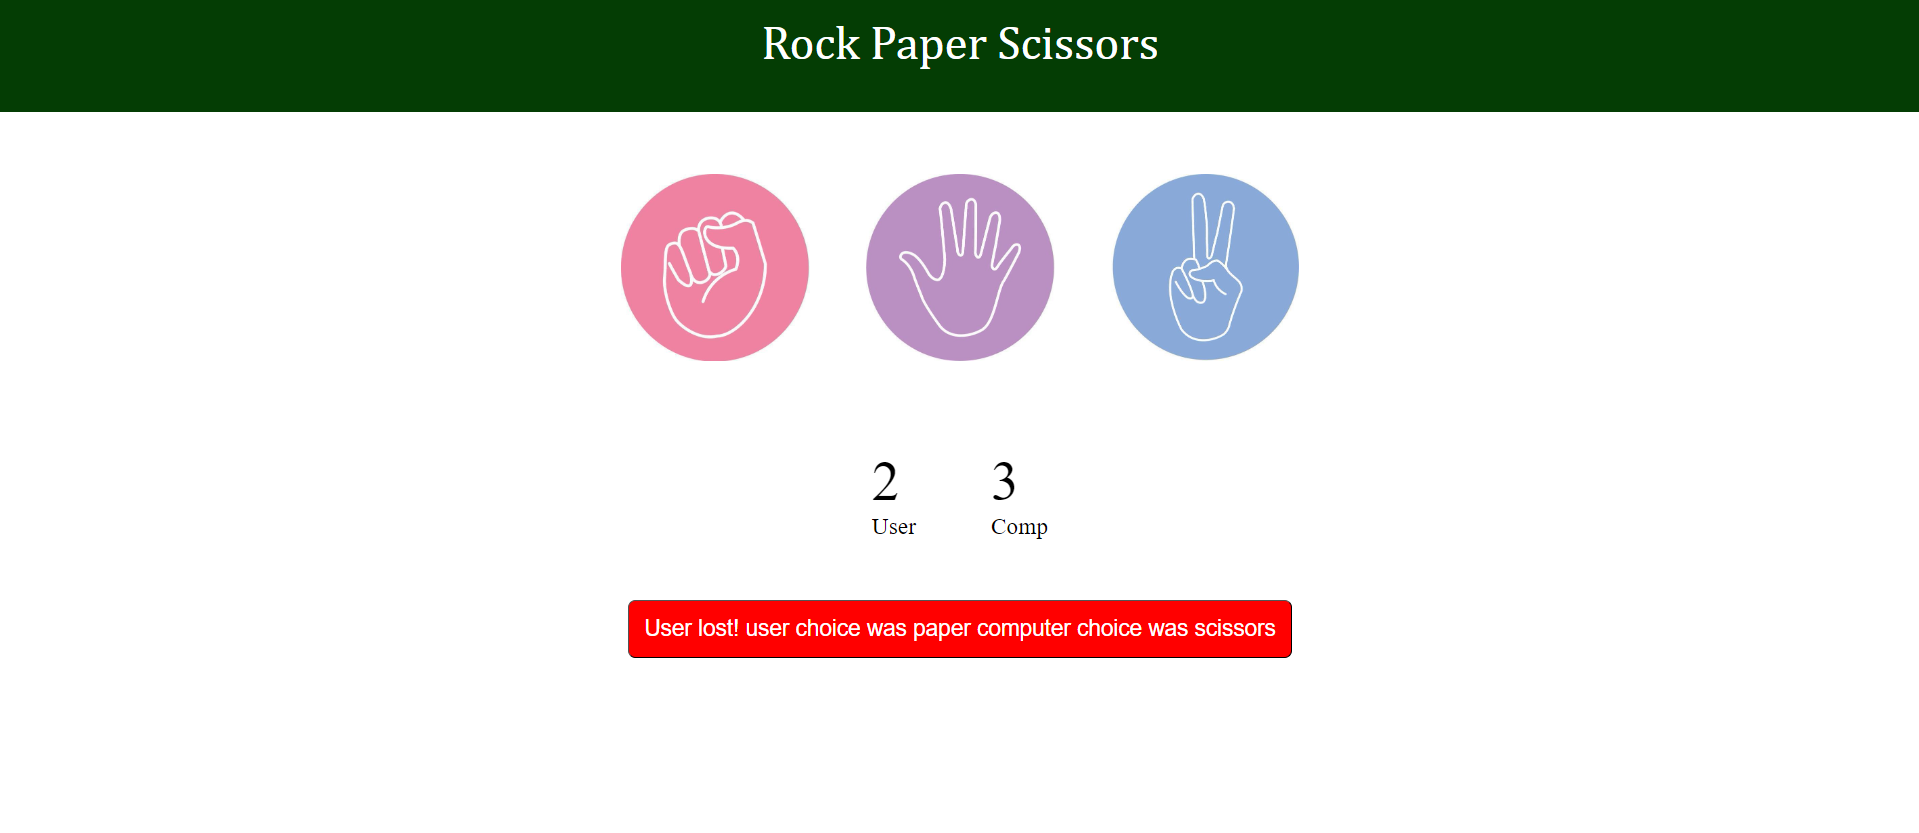 Rock Paper Scissors
2 3
User Comp
User lost! user choice was paper computer choice was scissors